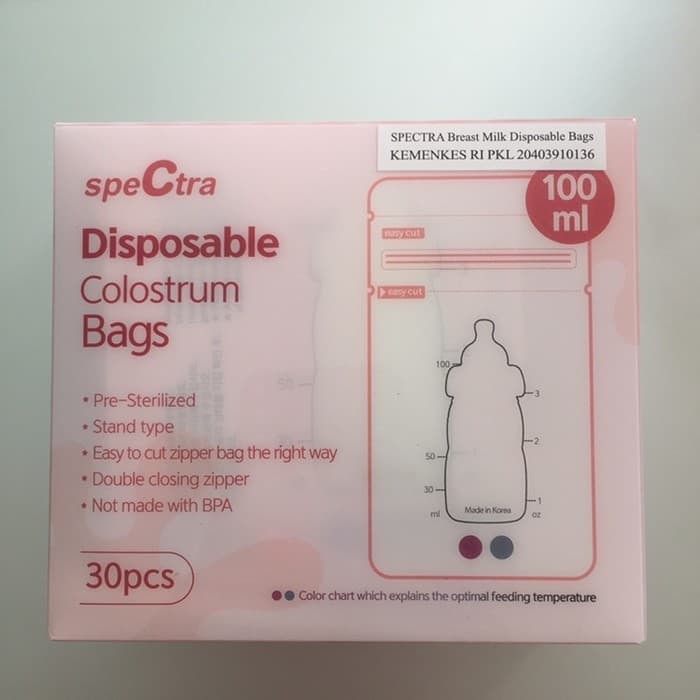 SPECTRA Breast Milk Disposable Bags
KEMENKES RI PKL 20403910136
speCtra
100
ml
Disposable
Colostrum
Bags
easy cut
easy cut
• Pre-Sterilized
• Stand type
• Easy to cut zipper bag the right way
• Double closing zipper
• Not made with BPA
100
3
2
50
30
1
ml
Made in Korea
oz
30pcs
Color chart which explains the optimal feeding temperature